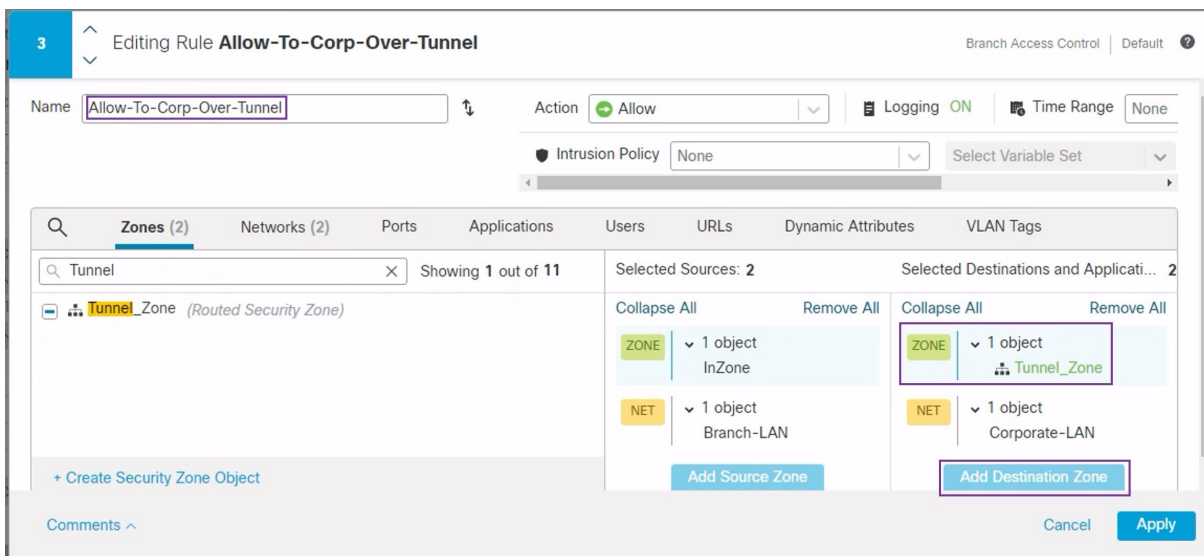 3
Editing Rule Allow-To-Corp-Over-Tunnel
Branch Access Control | Default
Name Allow-To-Corp-Over-Tunnel
Action Allow Logging ON Time Range None
Intrusion Policy None Select Variable Set
Zones (2) Networks (2) Ports Applications Users URLs Dynamic Attributes VLAN Tags
Tunnel Showing 1 out of 11
Selected Sources: 2
Selected Destinations and Applicati... 2
Tunnel_Zone (Routed Security Zone)
Collapse All Remove All
Collapse All Remove All
ZONE 1 object
InZone
ZONE 1 object
Tunnel_Zone
NET 1 object
Branch-LAN
NET 1 object
Corporate-LAN
+ Create Security Zone Object
Add Source Zone
Add Destination Zone
Comments
Cancel
Apply